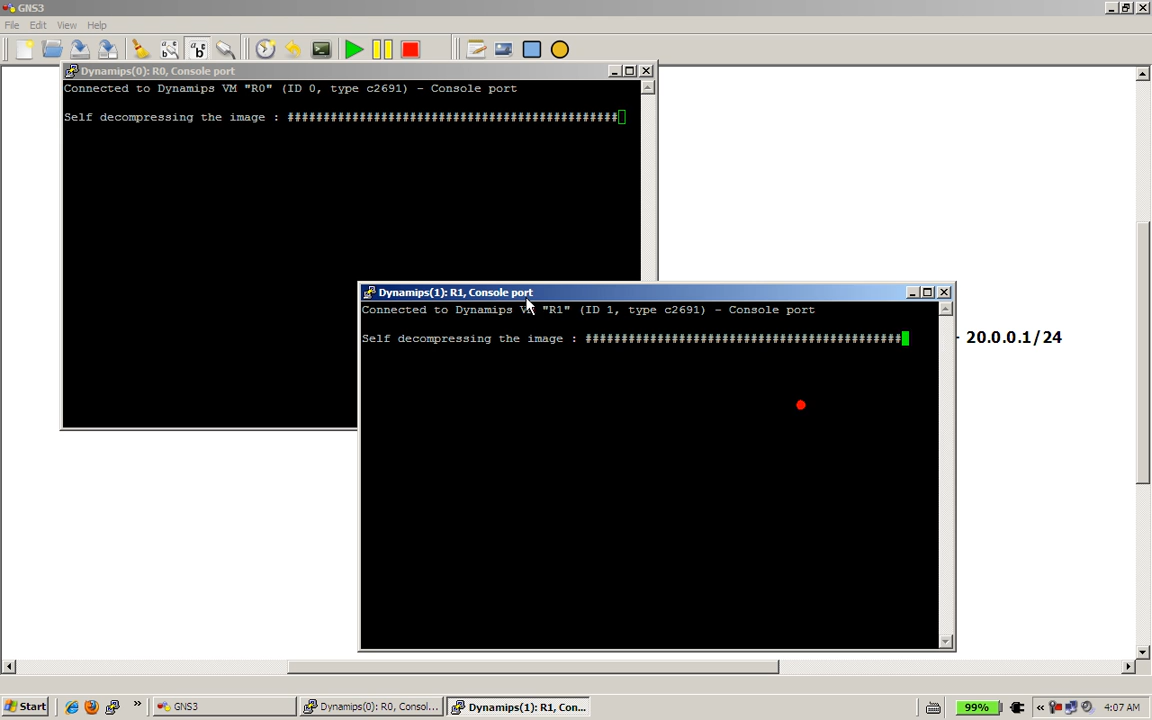 GNS3
File Edit View Help
Dynamips(0): R0, Console port
Connected to Dynamips VM "R0" (ID 0, type c2691) - Console port
Self decompressing the image : ##############################################
Dynamips(1): R1, Console port
Connected to Dynamips "R1" (ID 1, type c2691) - Console port
Self decompressing the image : ############################################
- 20.0.0.1/24
Start
GNS3
Dynamips(0): R0, Consol...
Dynamips(1): R1, Con...
99%
4:07 AM